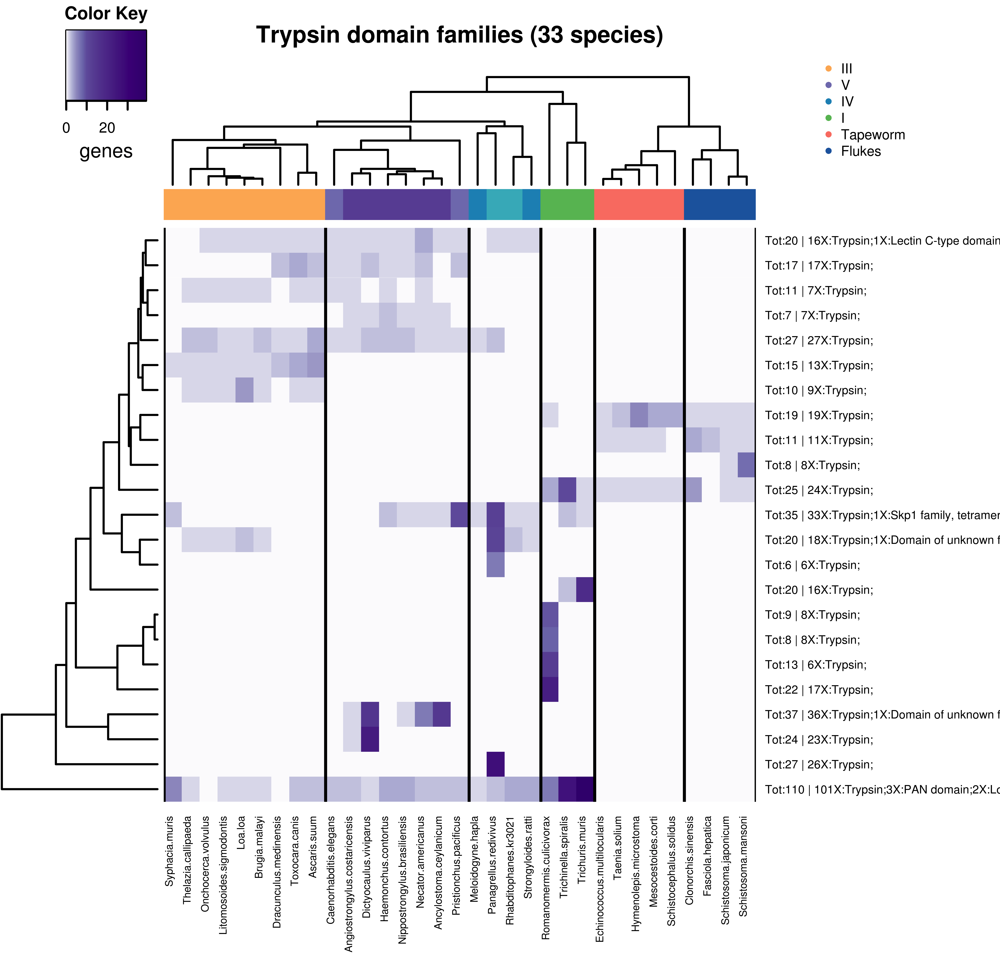 Color Key
0
20
genes
Trypsin domain families (33 species)
III
V
IV
I
Tapeworm
Flukes
Tot:20 | 16X:Trypsin;1X:Lectin C-type domain
Tot:17 | 17X:Trypsin;
Tot:11 | 7X:Trypsin;
Tot:7 | 7X:Trypsin;
Tot:27 | 27X:Trypsin;
Tot:15 | 13X:Trypsin;
Tot:10 | 9X:Trypsin;
Tot:19 | 19X:Trypsin;
Tot:11 | 11X:Trypsin;
Tot:8 | 8X:Trypsin;
Tot:25 | 24X:Trypsin;
Tot:35 | 33X:Trypsin;1X:Skp1 family, tetramer
Tot:20 | 18X:Trypsin;1X:Domain of unknown f
Tot:6 | 6X:Trypsin;
Tot:20 | 16X:Trypsin;
Tot:9 | 8X:Trypsin;
Tot:8 | 8X:Trypsin;
Tot:13 | 6X:Trypsin;
Tot:22 | 17X:Trypsin;
Tot:37 | 36X:Trypsin;1X:Domain of unknown f
Tot:24 | 23X:Trypsin;
Tot:27 | 26X:Trypsin;
Tot:110 | 101X:Trypsin;3X:PAN domain;2X:Lo
Syphacia.muris
Thelazia.callipaeda
Onchocerca.volvulus
Litomosoides.sigmodontis
Loa.loa
Brugia.malayi
Dracunculus.medinensis
Toxocara.canis
Ascaris.suum
Caenorhabditis.elegans
Angiostrongylus.costaricensis
Dictyocaulus.viviparus
Haemonchus.contortus
Nippostrongylus.brasiliensis
Necator.americanus
Ancylostoma.ceylanicum
Pristionchus.pacificus
Meloidogyne.hapla
Panagrellus.redivivus
Rhabditophanes.kr3021
Strongyloides.ratti
Romanomermis.culicivorax
Trichinella.spiralis
Trichuris.muris
Echinococcus.multilocularis
Taenia.solium
Hymenolepis.microstoma
Mesocestoides.corti
Schistocephalus.solidus
Clonorchis.sinensis
Fasciola.hepatica
Schistosoma.japonicum
Schistosoma.mansoni